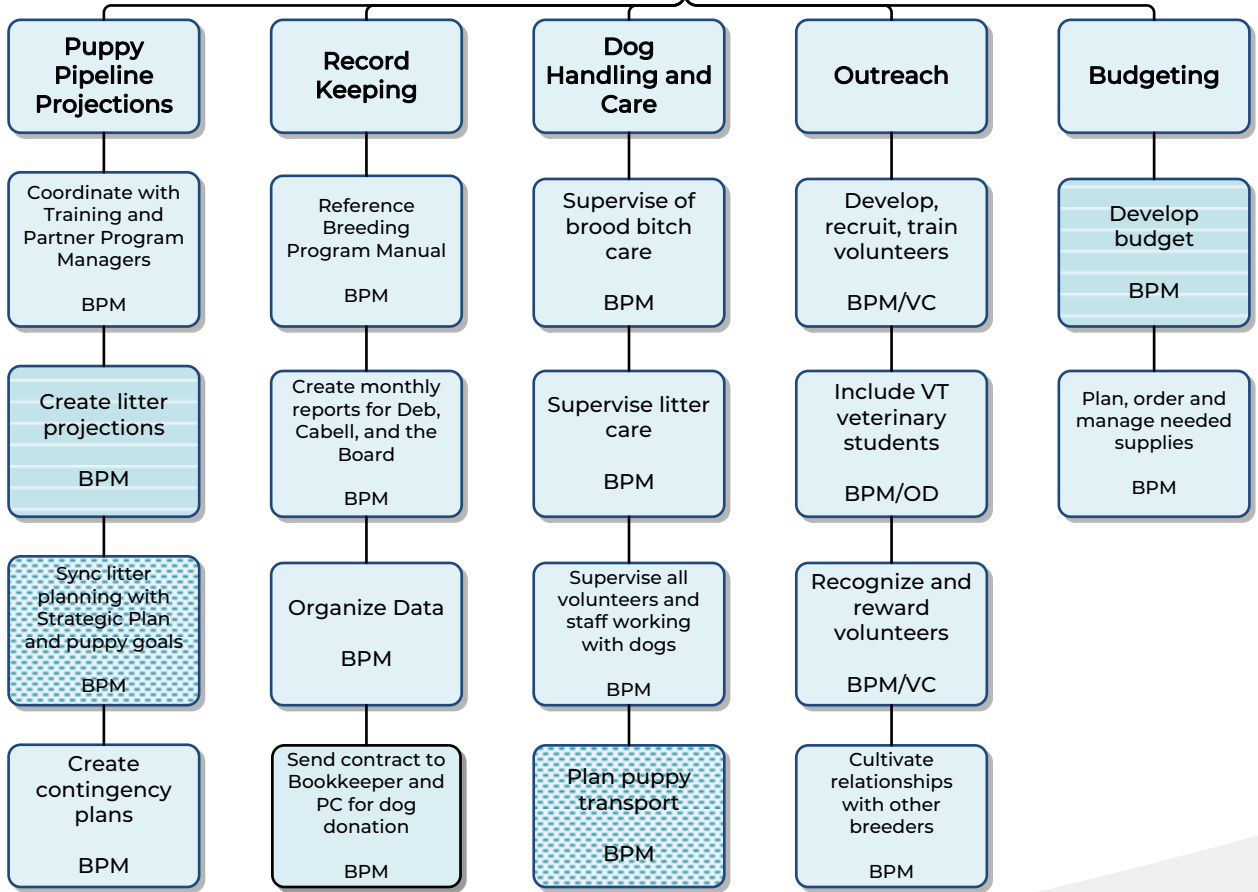 Puppy
Pipeline
Projections
Coordinate with
Training and
Partner Program
Managers
BPM
Create litter
projections
BPM
Sync litter
planning with
Strategic Plan
and puppy goals
BPM
Create
contingency
plans
BPM
Record
Keeping
Reference
Breeding
Program Manual
BPM
Create monthly
reports for Deb,
Cabell, and the
Board
BPM
Organize Data
BPM
Send contract to
Bookkeeper and
PC for dog
donation
BPM
Dog
Handling and
Care
Supervise of
brood bitch
care
BPM
Supervise litter
care
BPM
Supervise all
volunteers and
staff working
with dogs
BPM
Plan puppy
transport
BPM
Outreach
Develop,
recruit, train
volunteers
BPM/VC
Include VT
veterinary
students
BPM/OD
Recognize and
reward
volunteers
BPM/VC
Cultivate
relationships
with other
breeders
BPM
Budgeting
Develop
budget
BPM
Plan, order and
manage needed
supplies
BPM